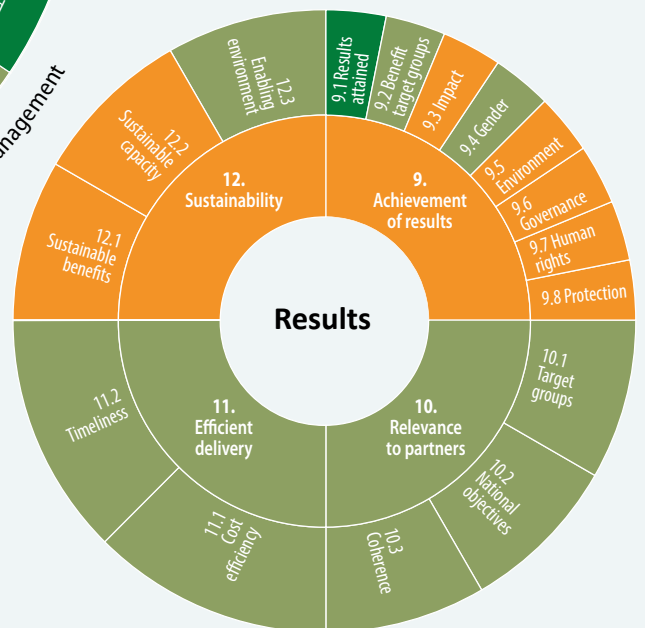 anagement
Results
9.
Achievement
of results
9.1 Results
attained
9.2 Benefit
target groups
9.3 Impact
9.4 Gender
9.5
Environment
9.6
Governance
9.7 Human
rights
9.8 Protection
10.
Relevance
to partners
10.1
Target
groups
10.2
National
objectives
10.3
Coherence
11.
Efficient
delivery
11.1
Cost
efficiency
11.2
Timeliness
12.
Sustainability
12.1
Sustainable
benefits
12.2
Sustainable
capacity
12.3
Enabling
environment